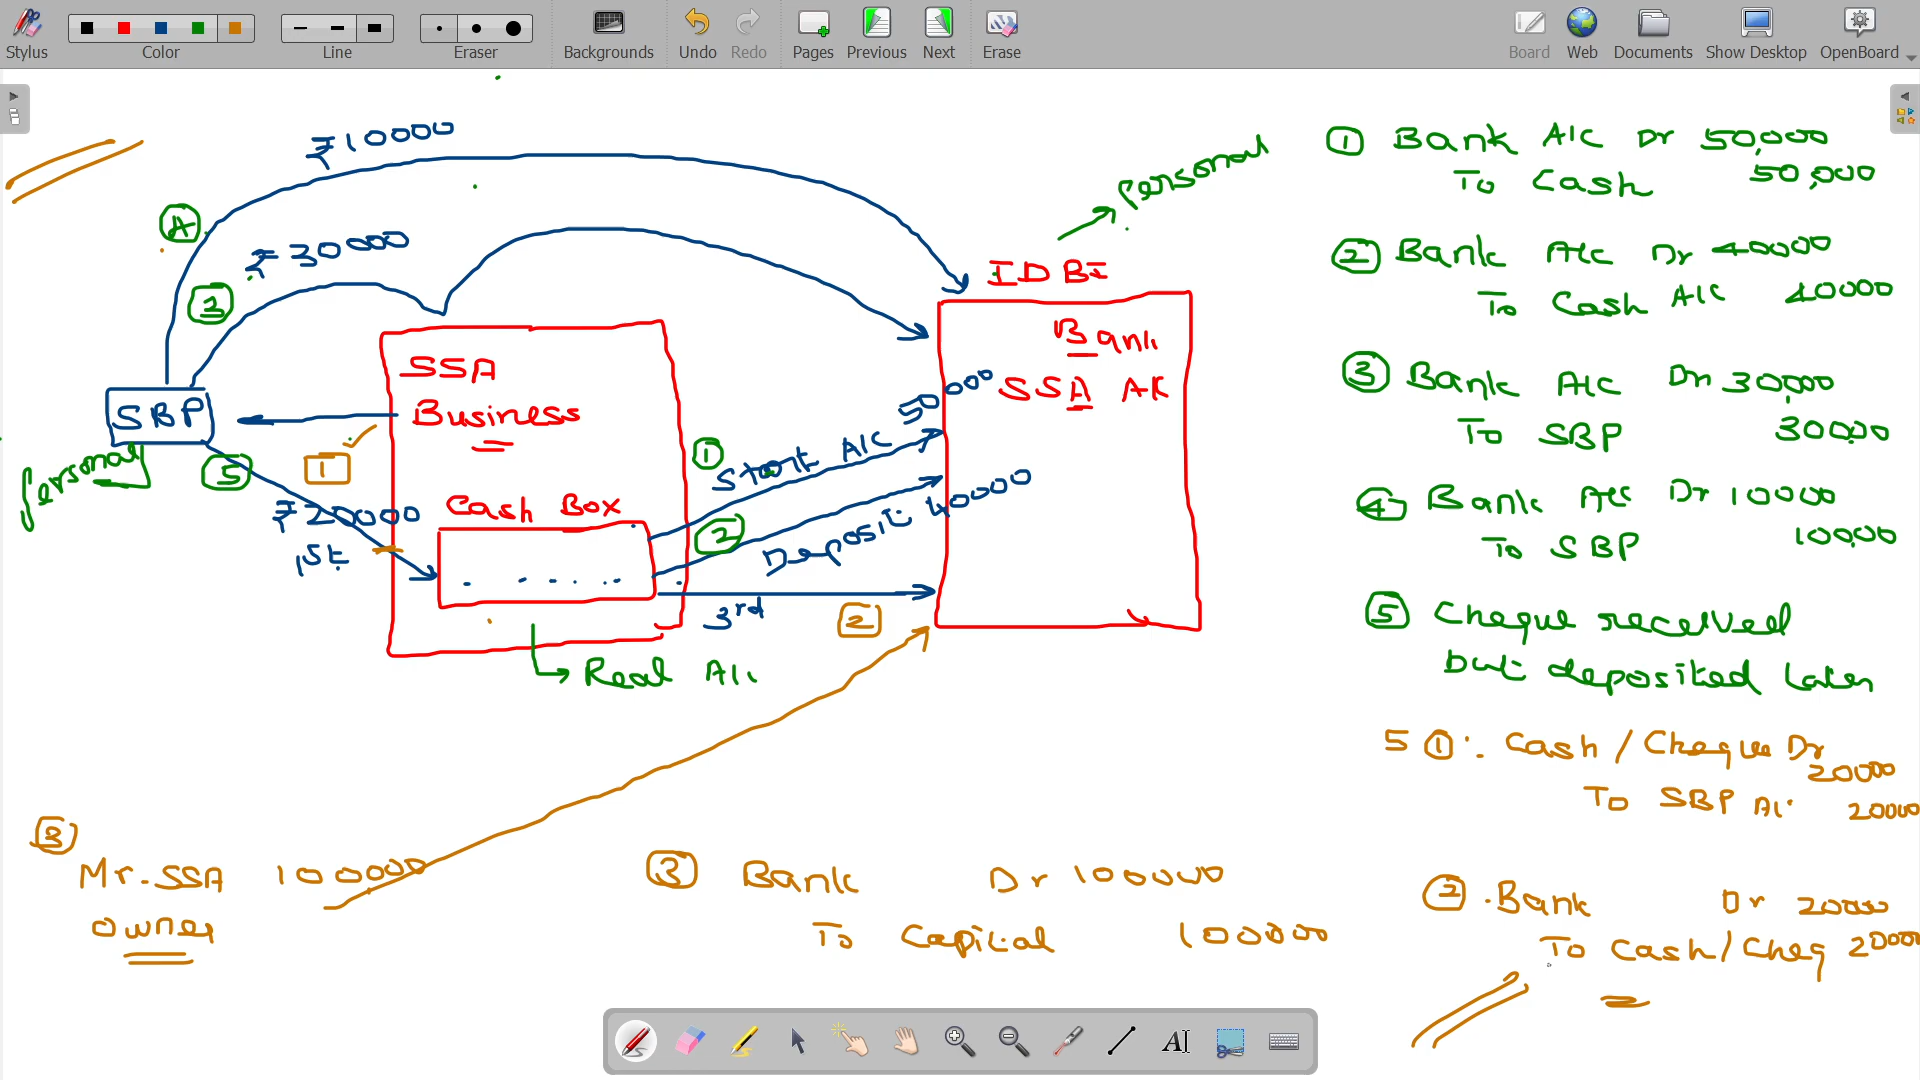 Stylus
Color
Line
Eraser
Backgrounds
Undo
Redo
Pages
Previous
Next
Erase
Board
Web
Documents
Show Desktop
OpenBoard
₹10000
A
₹30000
3
SBP
Personal
5
1
₹20000
1st
SSA
Business
Cash Box
Real A/c
1
Start A/c 50000
2
Deposit 40000
3rd
2
Personal
IDBI
Bank
SSA A/c
1 Bank A/c Dr 50,000
To Cash 50,000
2 Bank A/c Dr 40000
To Cash A/c 40000
3 Bank A/c Dr 30,000
To SBP 30000
4 Bank A/c Dr 10000
To SBP 10000
5 Cheque received
but deposited Later
5 1 : Cash / Cheque Dr
20000
To SBP A/c 20000
2 . Bank Dr 20000
To Cash/Cheq 20000
3
Mr. SSA 100000
owner
3 Bank Dr 100000
To Capital 100000